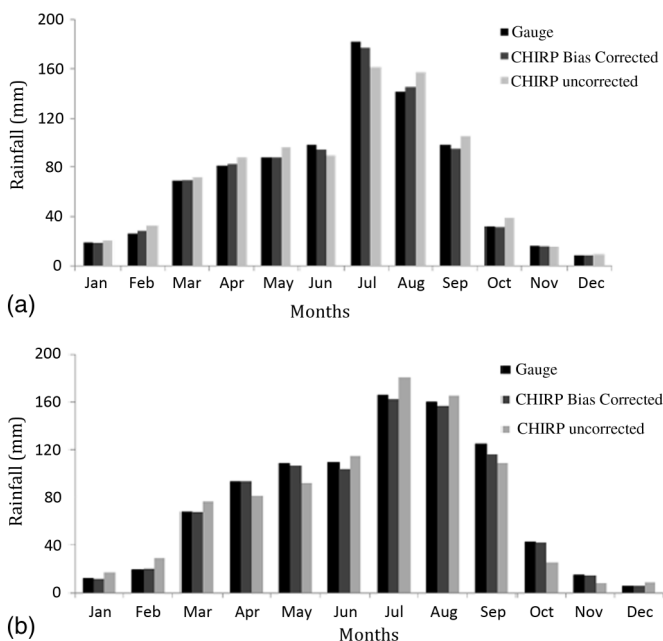 200
160
120
80
40
0
Rainfall (mm)
Gauge
CHIRP Bias Corrected
CHIRP uncorrected
Jan Feb Mar Apr May Jun Jul Aug Sep Oct Nov Dec
(a)
Months
200
160
120
80
40
0
Rainfall (mm)
Gauge
CHIRP Bias Corrected
CHIRP uncorrected
Jan Feb Mar Apr May Jun Jul Aug Sep Oct Nov Dec
(b)
Months